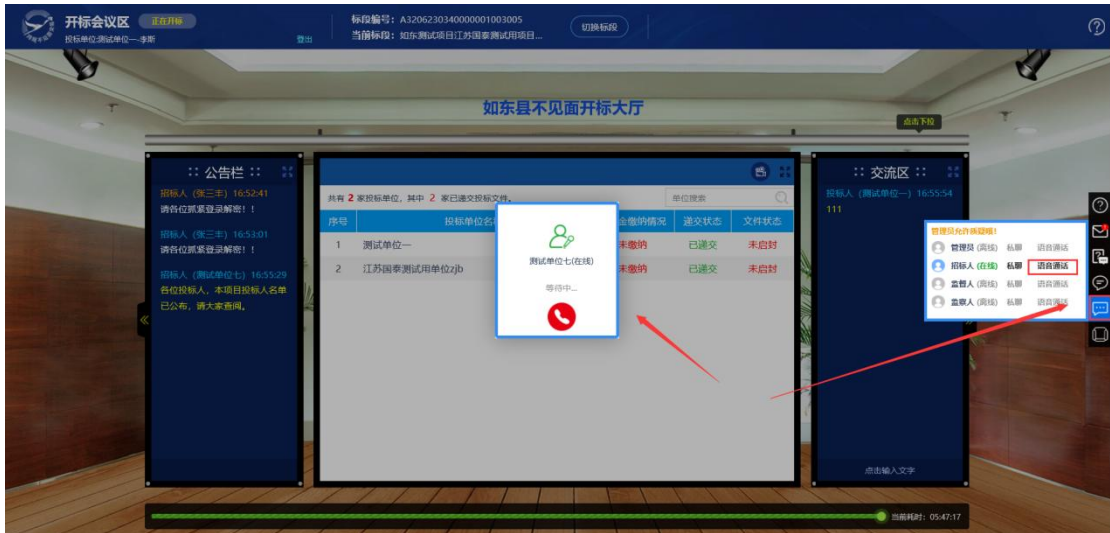 开标会议区 正在开标
投标单位:测试单位一-李斯 登出
标段编号：A3206230340000001003005
当前标段：如东测试项目江苏国泰测试用项目...
切换标段
如东县不见面开标大厅
点击下拉
:: 公告栏 ::
招标人（张三丰）16:52:41
请各位抓紧登录解密！！
招标人（张三丰）16:53:01
请各位抓紧登录解密！！
招标人（测试单位七）16:55:29
各位投标人，本项目投标人名单
已公布，请大家查阅。
共有 2 家投标单位，其中 2 家已递交投标文件。 单位搜索
序号 投标单位名 金缴纳情况 递交状态 文件状态
1 测试单位一 未缴纳 已递交 未启封
2 江苏国泰测试用单位zjb 未缴纳 已递交 未启封
测试单位七(在线)
等待中...
:: 交流区 ::
投标人（测试单位一）16:55:54
111
点击输入文字
管理员允许质疑哦!
管理员 (离线) 私聊 语音通话
招标人 (在线) 私聊 语音通话
监督人 (离线) 私聊 语音通话
监察人 (离线) 私聊 语音通话
当前耗时：05:47:17